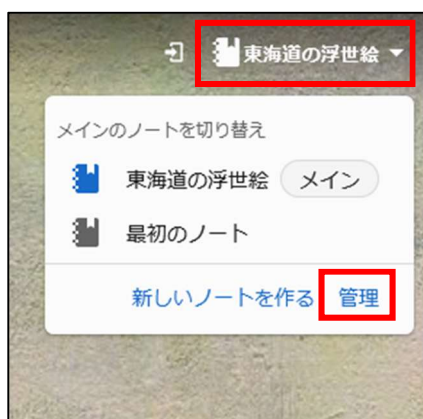 東海道の浮世絵
メインのノートを切り替え
東海道の浮世絵 メイン
最初のノート
新しいノートを作る 管理